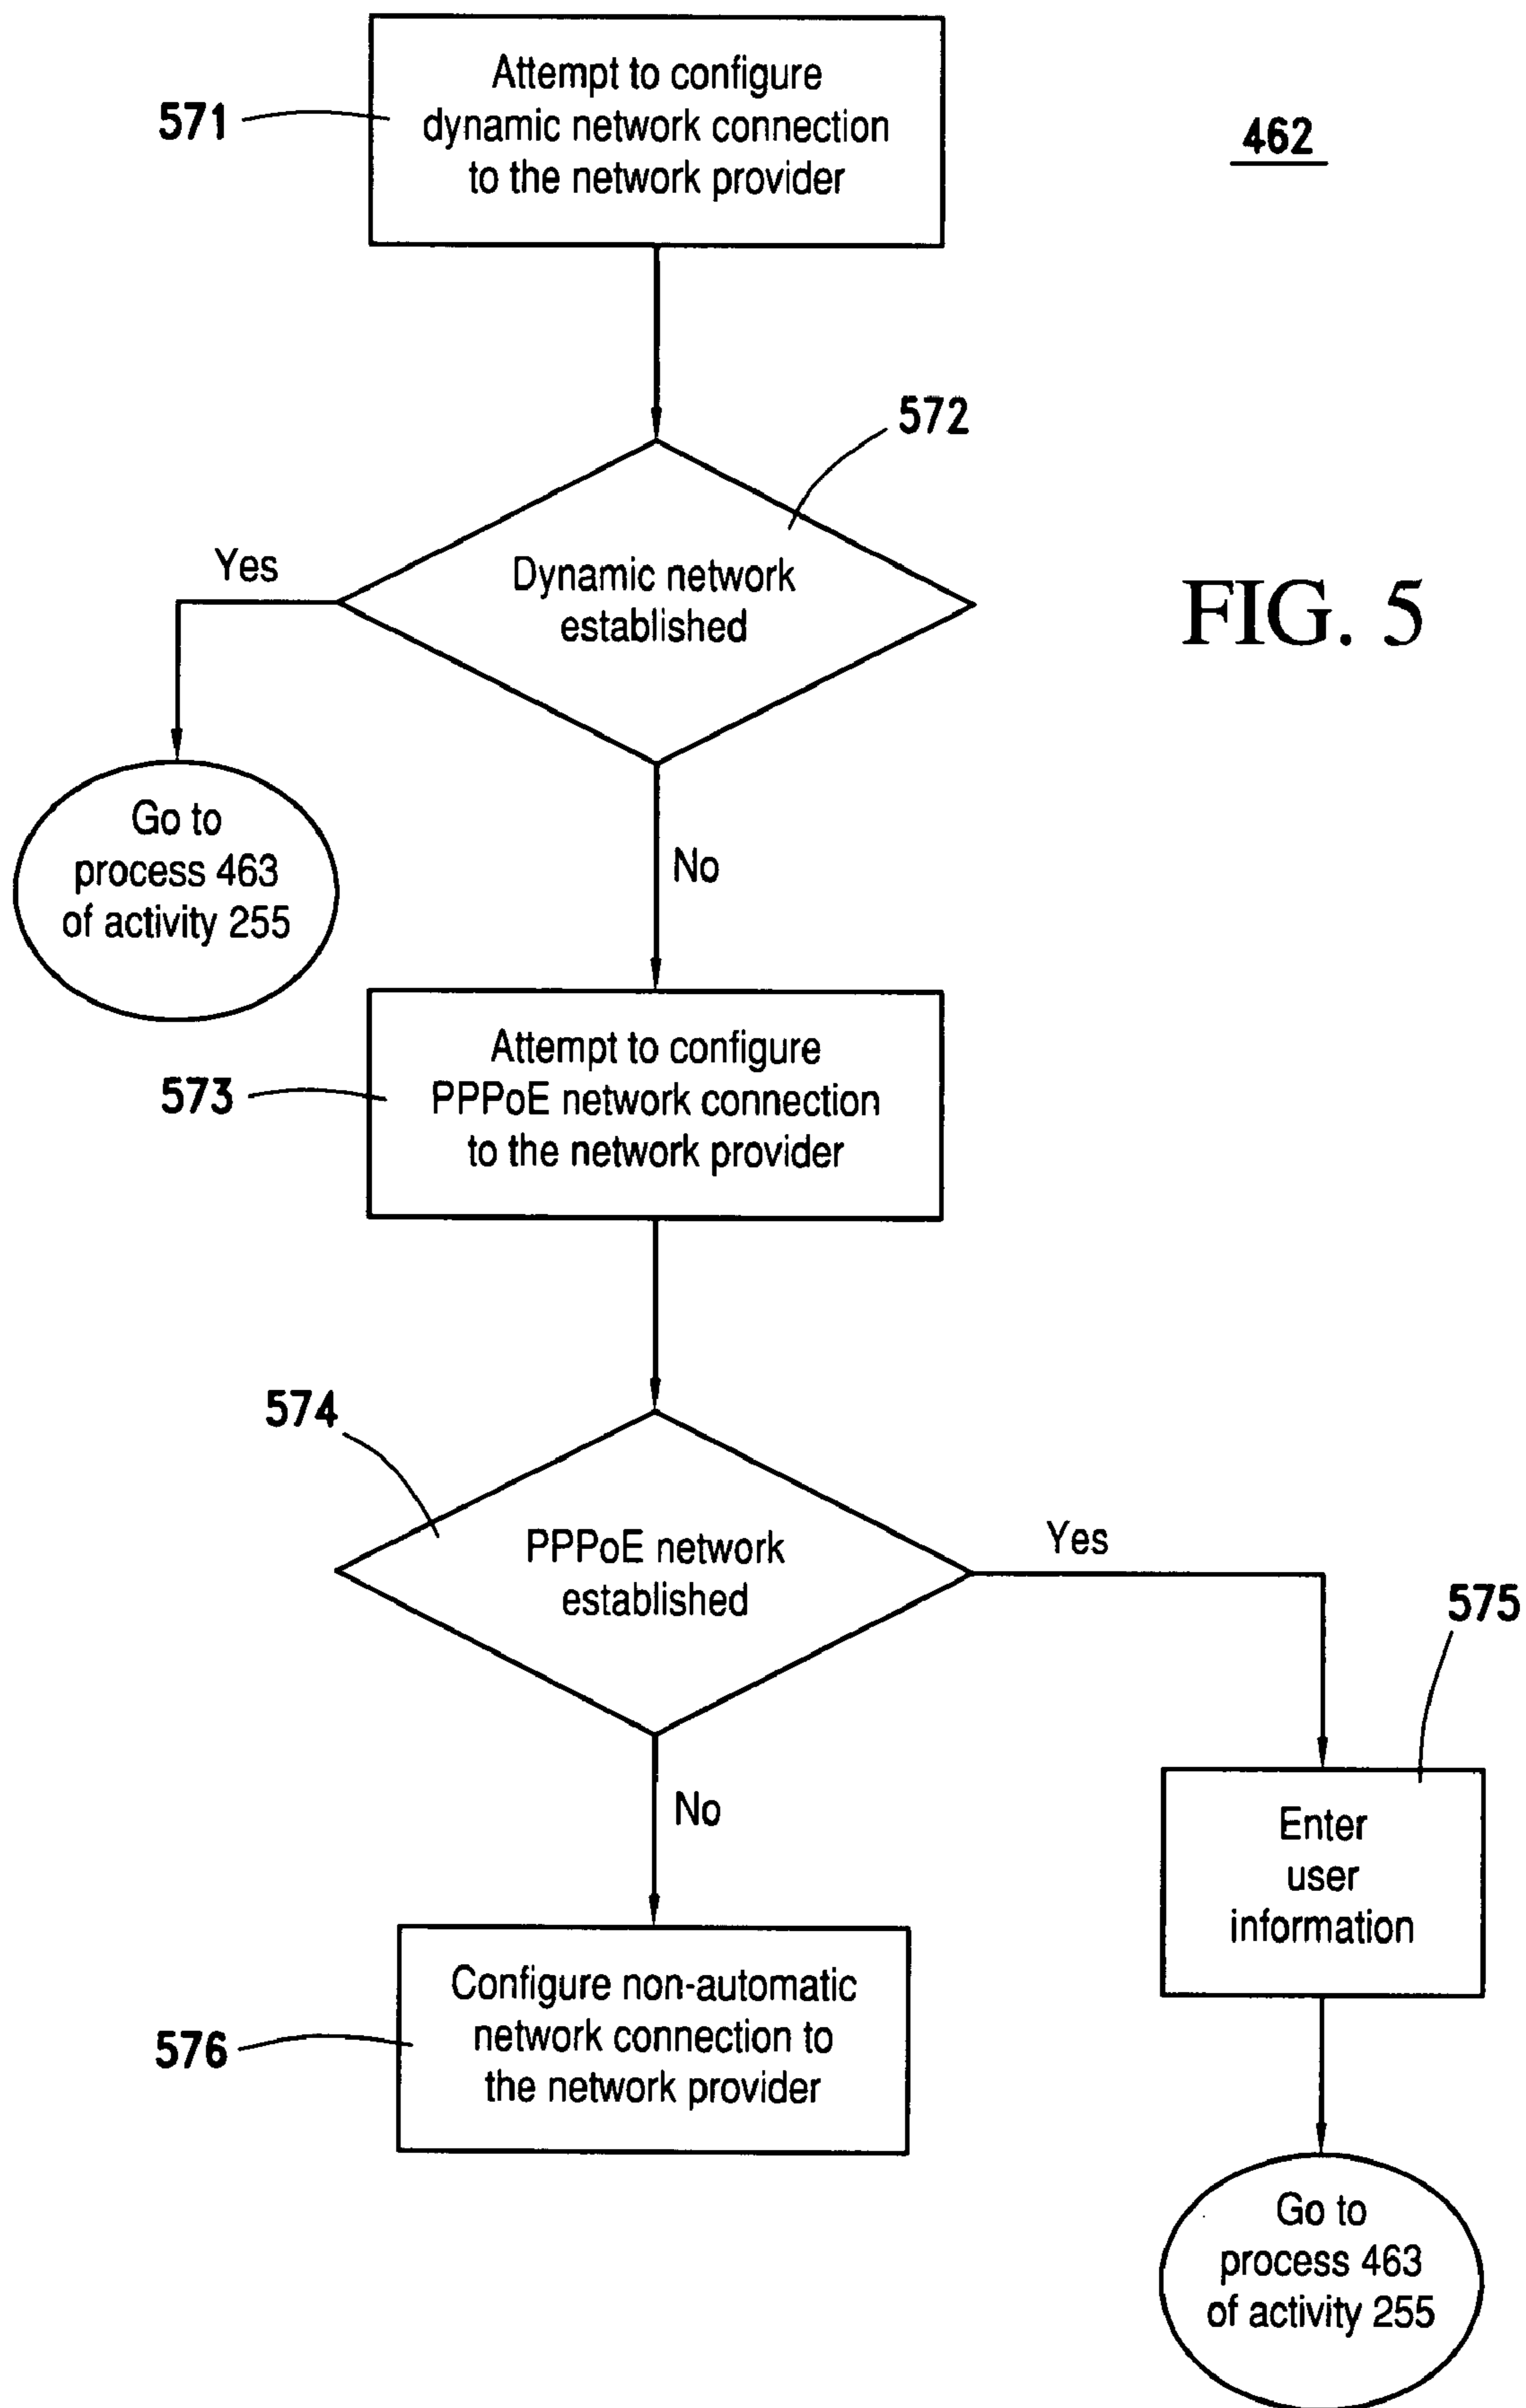 Attempt to configure
dynamic network connection
to the network provider
571
462
572
Yes
Dynamic network
established
FIG. 5
Go to
process 463
of activity 255
No
Attempt to configure
PPPoE network connection
to the network provider
573
574
PPPoE network
established
Yes
575
No
Enter
user
information
Configure non-automatic
network connection to
the network provider
576
Go to
process 463
of activity 255